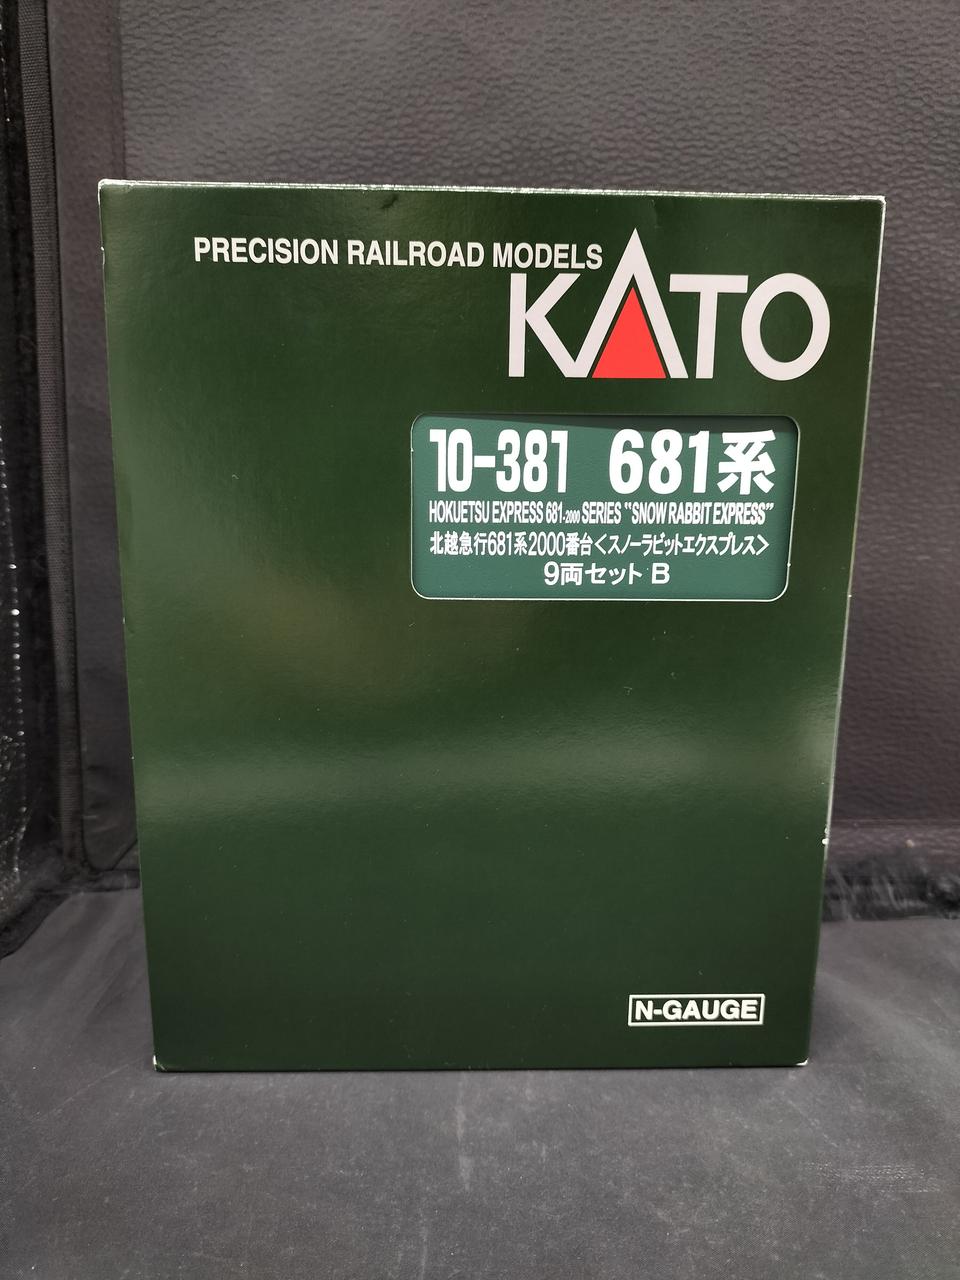 PRECISION RAILROAD MODELS
KATO
10-381 681系
HOKUETSU EXPRESS 681-2000 SERIES "SNOW RABBIT EXPRESS"
北越急行681系2000番台<スノーラビットエクスプレス>
9両セット B
N-GAUGE